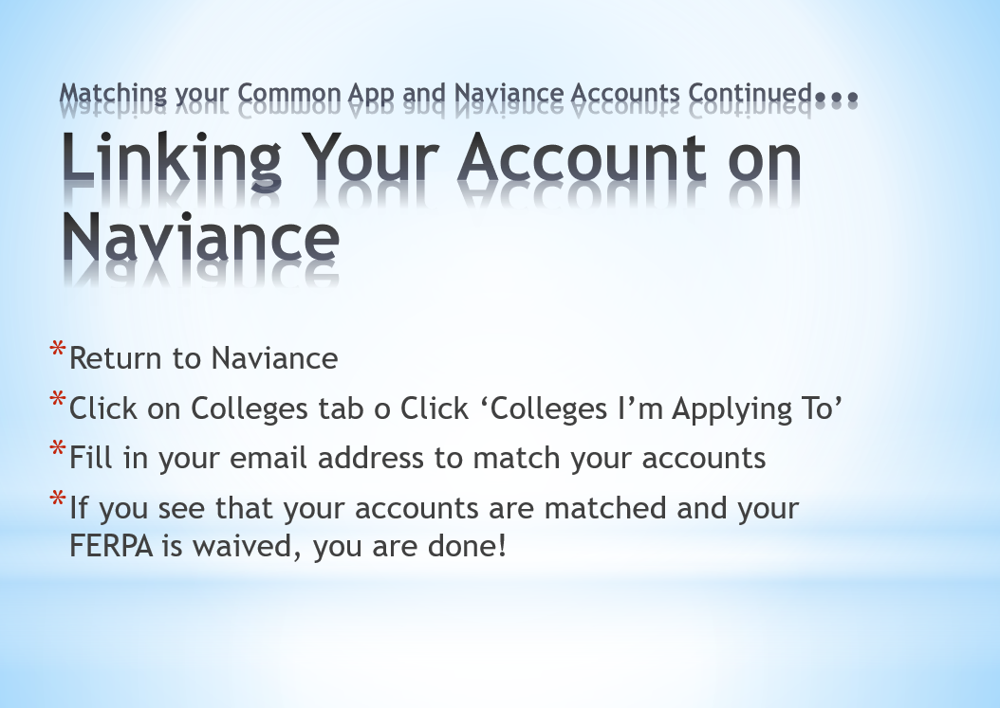 Matching your Common App and Naviance Accounts Continued...
Linking Your Account on
Naviance
*Return to Naviance
*Click on Colleges tab o Click ‘Colleges I’m Applying To’
*Fill in your email address to match your accounts
*If you see that your accounts are matched and your
FERPA is waived, you are done!